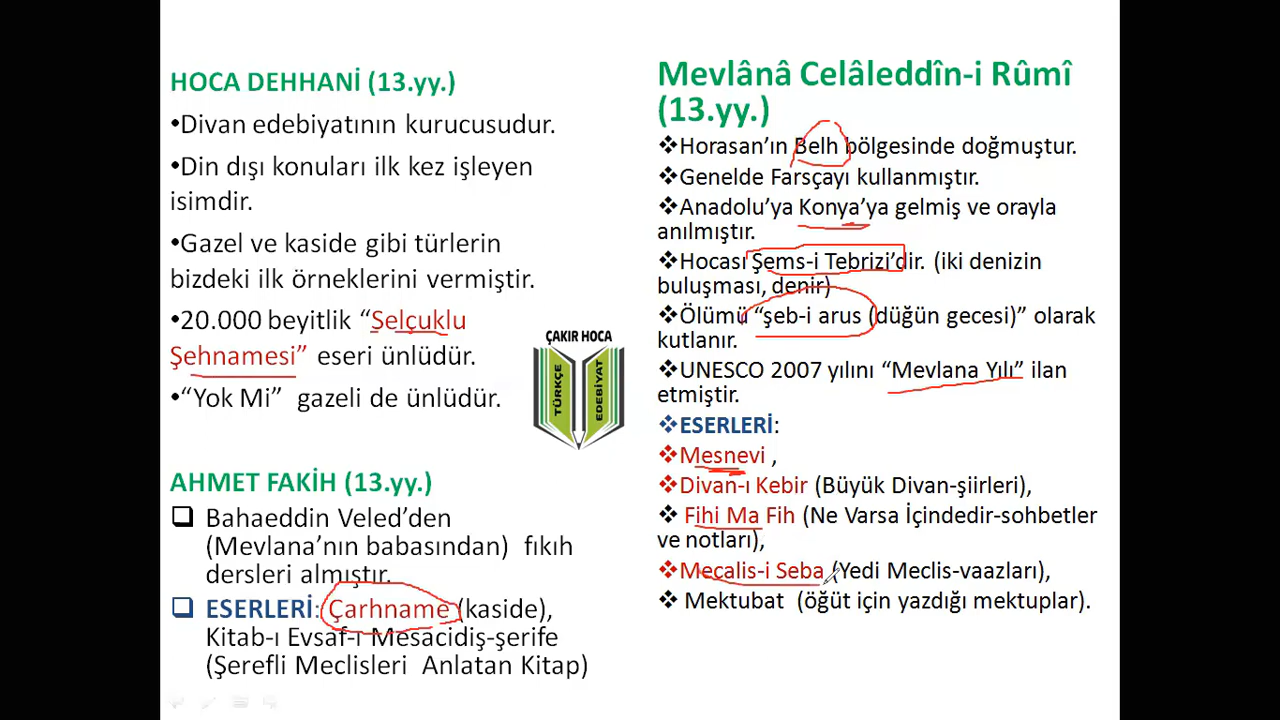 HOCA DEHHANİ (13.yy.)
•Divan edebiyatının kurucusudur.
•Din dışı konuları ilk kez işleyen
isimdir.
•Gazel ve kaside gibi türlerin
bizdeki ilk örneklerini vermiştir.
•20.000 beyitlik “Selçuklu
Şehnamesi” eseri ünlüdür.
•“Yok Mi” gazeli de ünlüdür.
AHMET FAKİH (13.yy.)
❑ Bahaeddin Veled’den
(Mevlana’nın babasından) fıkıh
dersleri almıştır.
❑ ESERLERİ: Çarhname (kaside),
Kitab-ı Evsaf-ı Mesacidiş-şerife
(Şerefli Meclisleri Anlatan Kitap)
ÇAKIR HOCA
TÜRKÇE
EDEBİYAT
Mevlânâ Celâleddîn-i Rûmî
(13.yy.)
❖Horasan’ın Belh bölgesinde doğmuştur.
❖Genelde Farsçayı kullanmıştır.
❖Anadolu’ya Konya’ya gelmiş ve orayla
anılmıştır.
❖Hocası Şems-i Tebrizi’dir. (iki denizin
buluşması, denir)
❖Ölümü “şeb-i arus (düğün gecesi)” olarak
kutlanır.
❖UNESCO 2007 yılını “Mevlana Yılı” ilan
etmiştir.
❖ESERLERİ:
❖Mesnevi ,
❖Divan-ı Kebir (Büyük Divan-şiirleri),
❖ Fihi Ma Fih (Ne Varsa İçindedir-sohbetler
ve notları),
❖Mecalis-i Seba (Yedi Meclis-vaazları),
❖ Mektubat (öğüt için yazdığı mektuplar).